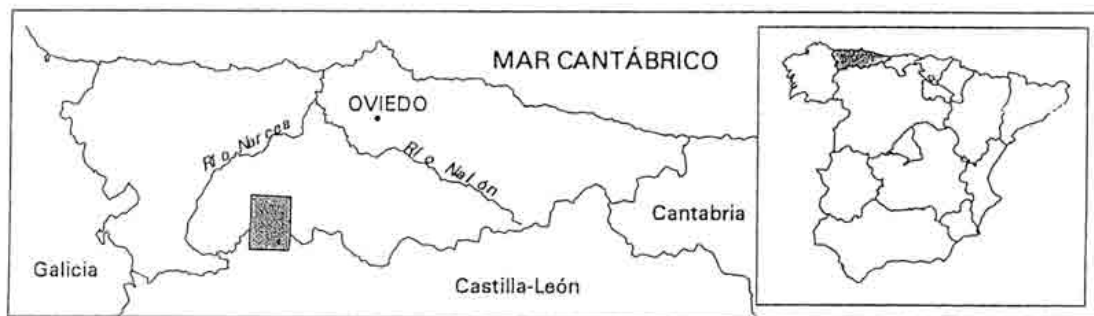 MAR CANTÁBRICO
OVIEDO
Río Narcea
Río Nalón
Cantabria
Galicia
Castilla-León